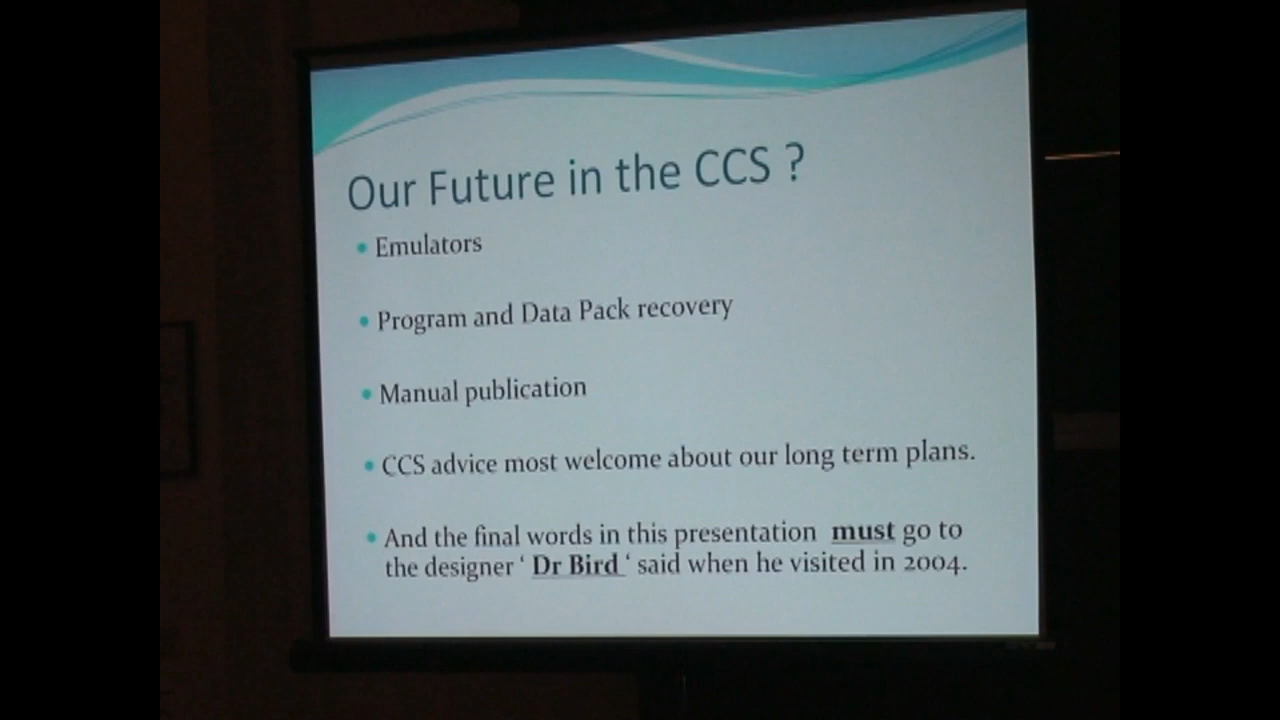 Our Future in the CCS ?
• Emulators
• Program and Data Pack recovery
• Manual publication
• CCS advice most welcome about our long term plans.
• And the final words in this presentation must go to
the designer ‘ Dr Bird ‘ said when he visited in 2004.